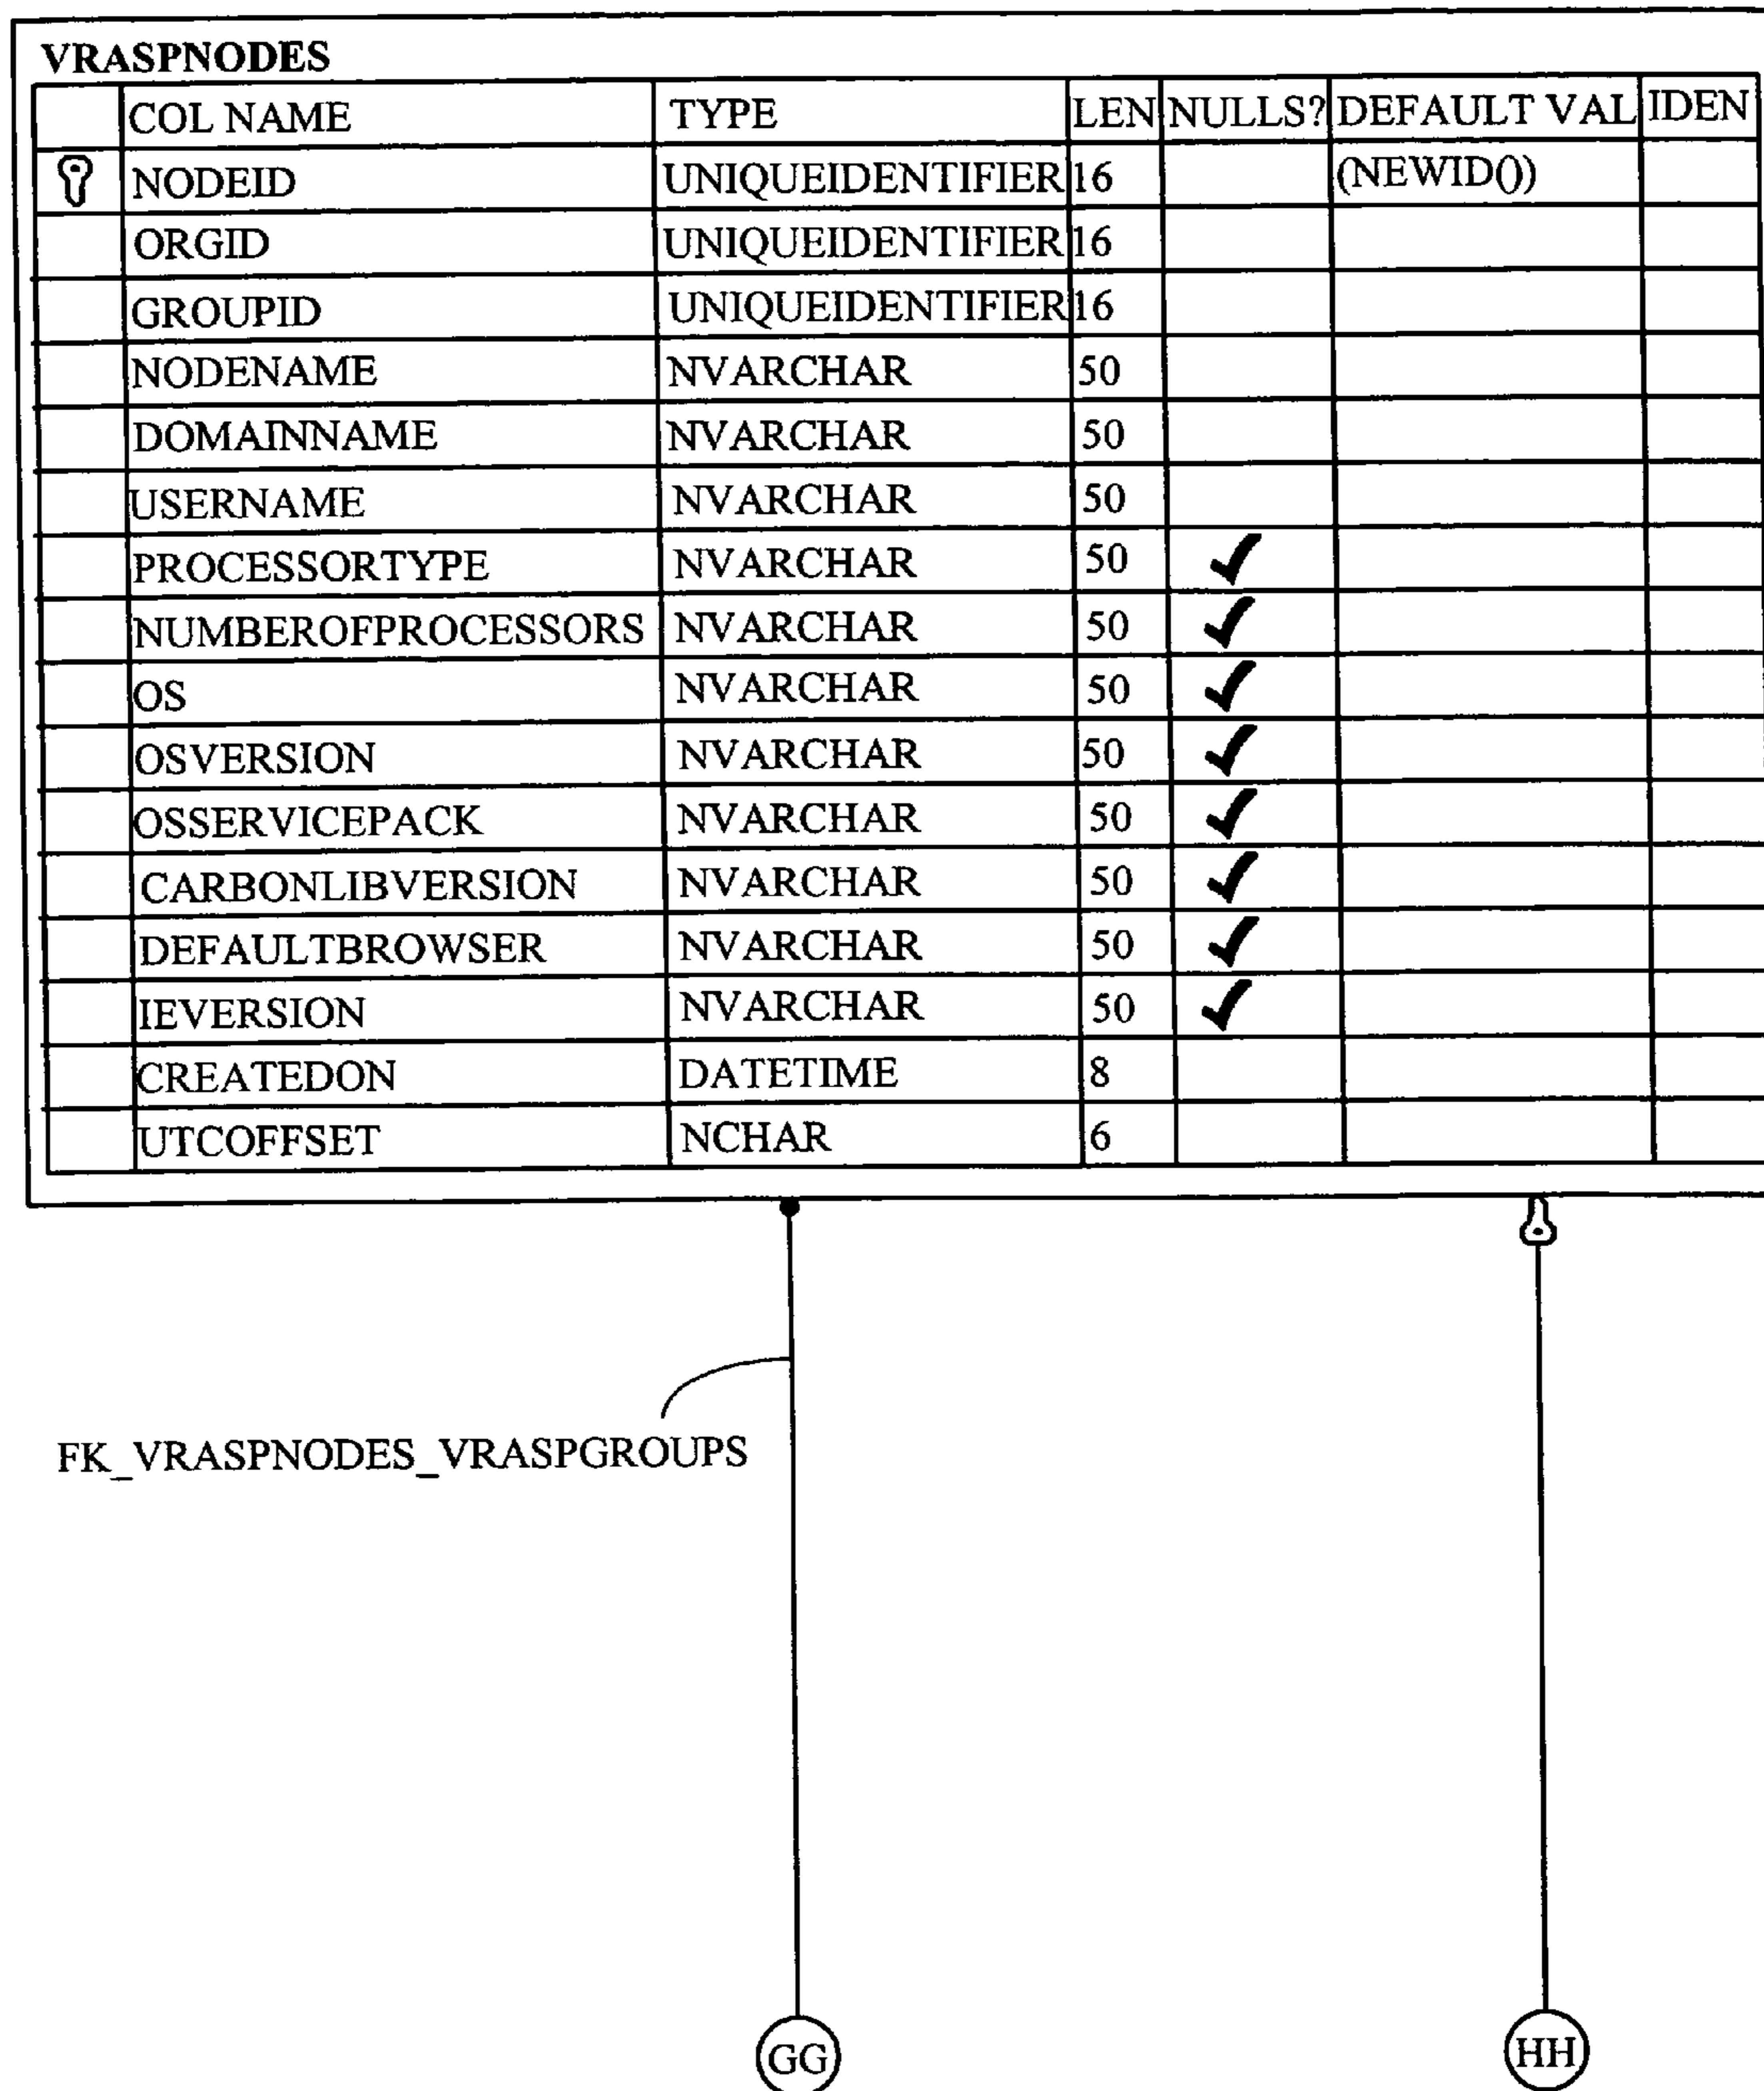 VRASPNODES
COL NAME TYPE LEN NULLS? DEFAULT VAL IDEN
NODEID UNIQUEIDENTIFIER 16 (NEWID())
ORGID UNIQUEIDENTIFIER 16
GROUPID UNIQUEIDENTIFIER 16
NODENAME NVARCHAR 50
DOMAINNAME NVARCHAR 50
USERNAME NVARCHAR 50
PROCESSORTYPE NVARCHAR 50 ✓
NUMBEROFPROCESSORS NVARCHAR 50 ✓
OS NVARCHAR 50 ✓
OSVERSION NVARCHAR 50 ✓
OSSERVICEPACK NVARCHAR 50 ✓
CARBONLIBVERSION NVARCHAR 50 ✓
DEFAULTBROWSER NVARCHAR 50 ✓
IEVERSION NVARCHAR 50 ✓
CREATEDON DATETIME 8
UTCOFFSET NCHAR 6
FK_VRASPNODES_VRASPGROUPS
GG HH